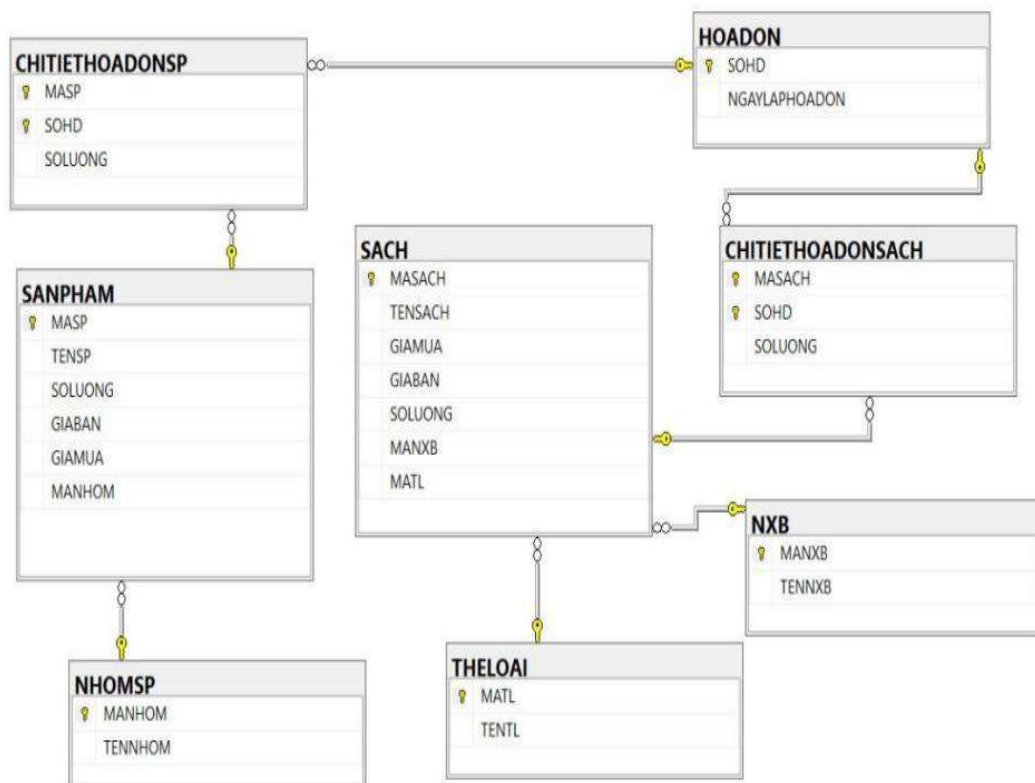 CHITIETHOADONSP
MASP
SOHD
SOLUONG
HOADON
SOHD
NGAYLAPHOADON
SANPHAM
MASP
TENSP
SOLUONG
GIABAN
GIAMUA
MANHOM
SACH
MASACH
TENSACH
GIAMUA
GIABAN
SOLUONG
MANXB
MATL
CHITIETHOADONSACH
MASACH
SOHD
SOLUONG
NXB
MANXB
TENNXB
NHOMSP
MANHOM
TENNHOM
THELOAI
MATL
TENTL